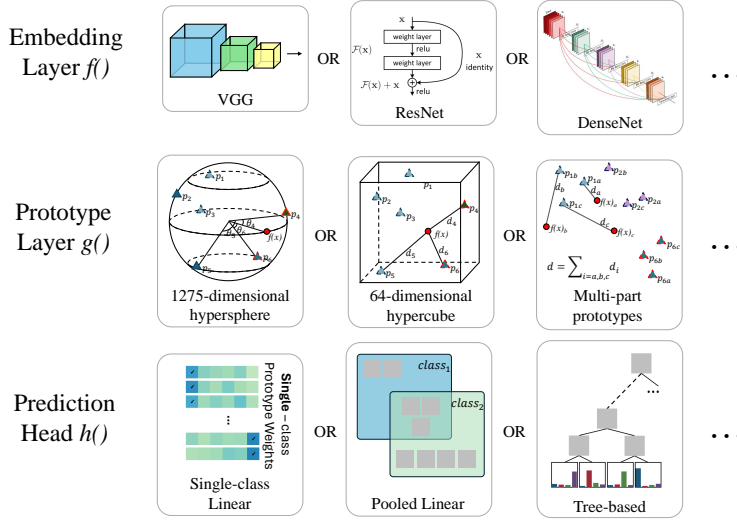 Embedding
Layer f()
VGG
OR
x
weight layer
F(x)
relu
weight layer
x
identity
F(x) + x
relu
ResNet
OR
DenseNet
...
Prototype
Layer g()
p1
p2
p3
p4
θ4
θ5
θ6
f(x)
p5
p6
1275-dimensional
hypersphere
OR
p1
p2
p3
p4
d4
f(x)
d5
d6
p5
p6
64-dimensional
hypercube
OR
p1b
p1a
p2b
db
da
p1c
f(x)a
p2c
p2a
f(x)b
dc
f(x)c
p6c
d = ∑i=a,b,c di
p6b
p6a
Multi-part
prototypes
...
Prediction
Head h()
Single – class
Prototype Weights
...
Single-class
Linear
OR
class1
class2
Pooled Linear
OR
...
Tree-based
...